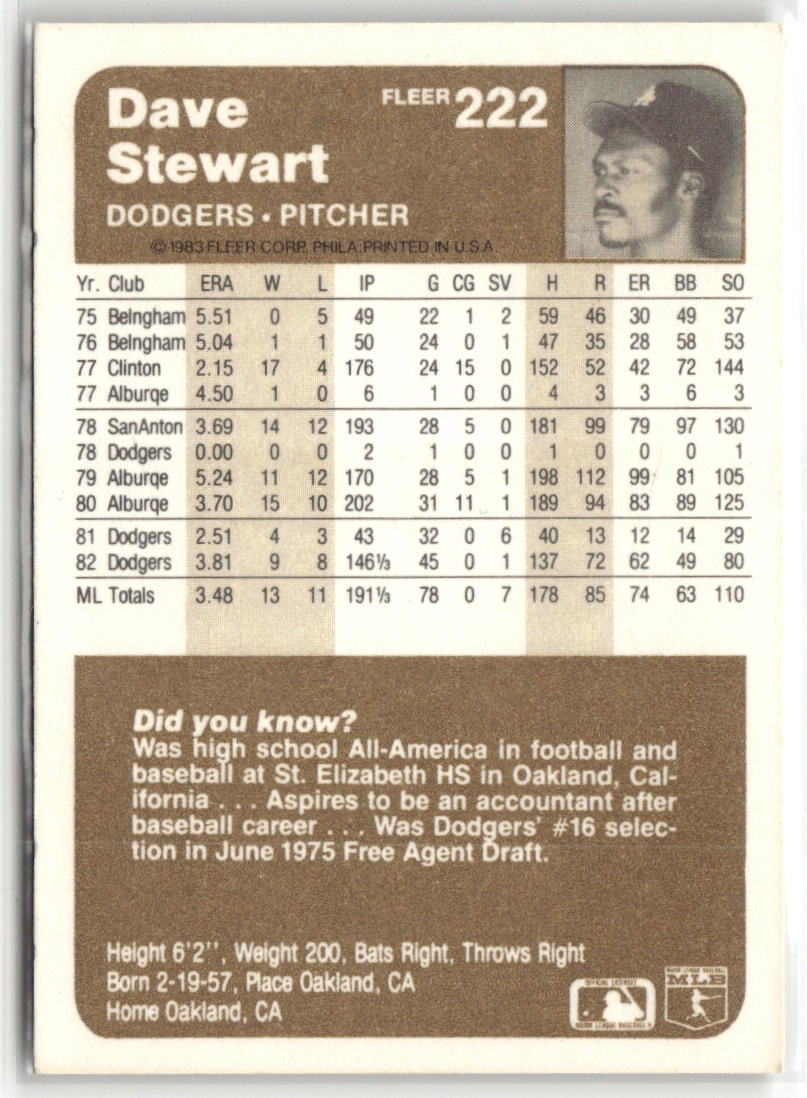 Dave
FLEER 222
Stewart
DODGERS • PITCHER
© 1983 FLEER CORP. PHILA. PRINTED IN U.S.A.
Yr. Club ERA W L IP G CG SV H R ER BB SO
75 Belngham 5.51 0 5 49 22 1 2 59 46 30 49 37
76 Belngham 5.04 1 1 50 24 0 1 47 35 28 58 53
77 Clinton 2.15 17 4 176 24 15 0 152 52 42 72 144
77 Alburqe 4.50 1 0 6 1 0 0 4 3 3 6 3
78 SanAnton 3.69 14 12 193 28 5 0 181 99 79 97 130
78 Dodgers 0.00 0 0 2 1 0 0 1 0 0 0 1
79 Alburqe 5.24 11 12 170 28 5 1 198 112 99 81 105
80 Alburqe 3.70 15 10 202 31 11 1 189 94 83 89 125
81 Dodgers 2.51 4 3 43 32 0 6 40 13 12 14 29
82 Dodgers 3.81 9 8 146⅓ 45 0 1 137 72 62 49 80
ML Totals 3.48 13 11 191⅓ 78 0 7 178 85 74 63 110
Did you know?
Was high school All-America in football and
baseball at St. Elizabeth HS in Oakland, Cal-
ifornia . . . Aspires to be an accountant after
baseball career . . . Was Dodgers' #16 selec-
tion in June 1975 Free Agent Draft.
Height 6'2'', Weight 200, Bats Right, Throws Right
Born 2-19-57, Place Oakland, CA
Home Oakland, CA
OFFICIAL LICENSEE
MAJOR LEAGUE BASEBALL
MAJOR LEAGUE BASEBALL
MLB